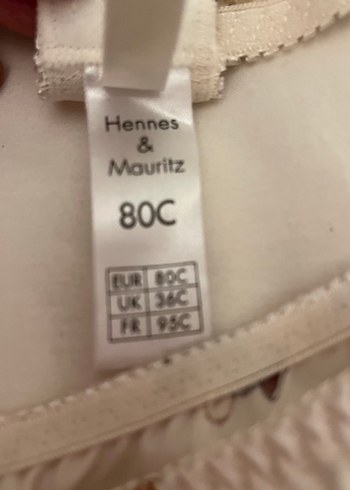 Hennes
&
Mauritz
80C
EUR 80C
UK 36C
FR 95C